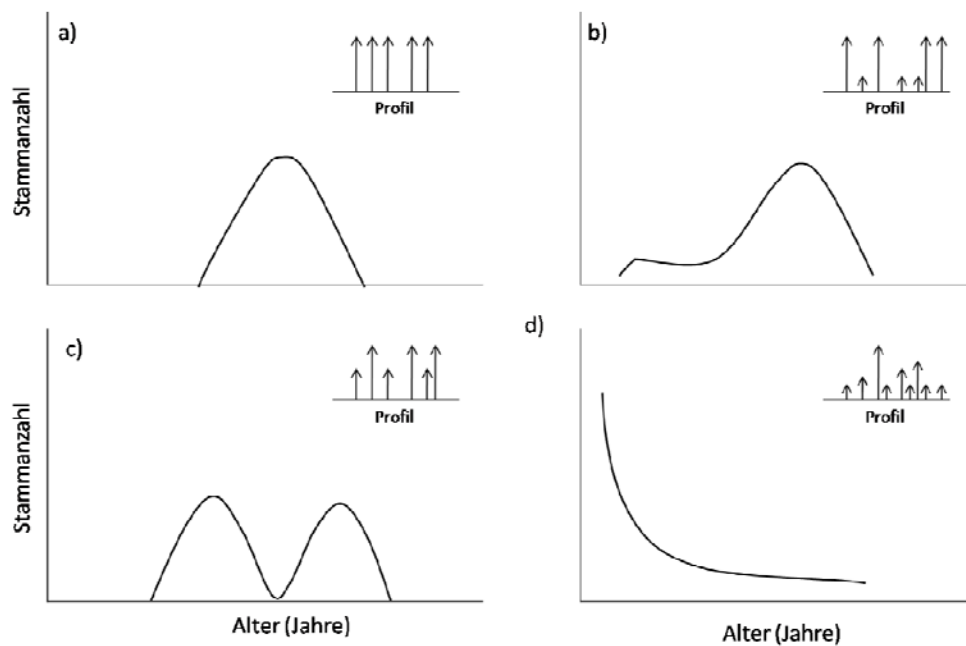 a)
Profil
Stammanzahl
b)
Profil
c)
Profil
Stammanzahl
Alter (Jahre)
d)
Profil
Alter (Jahre)